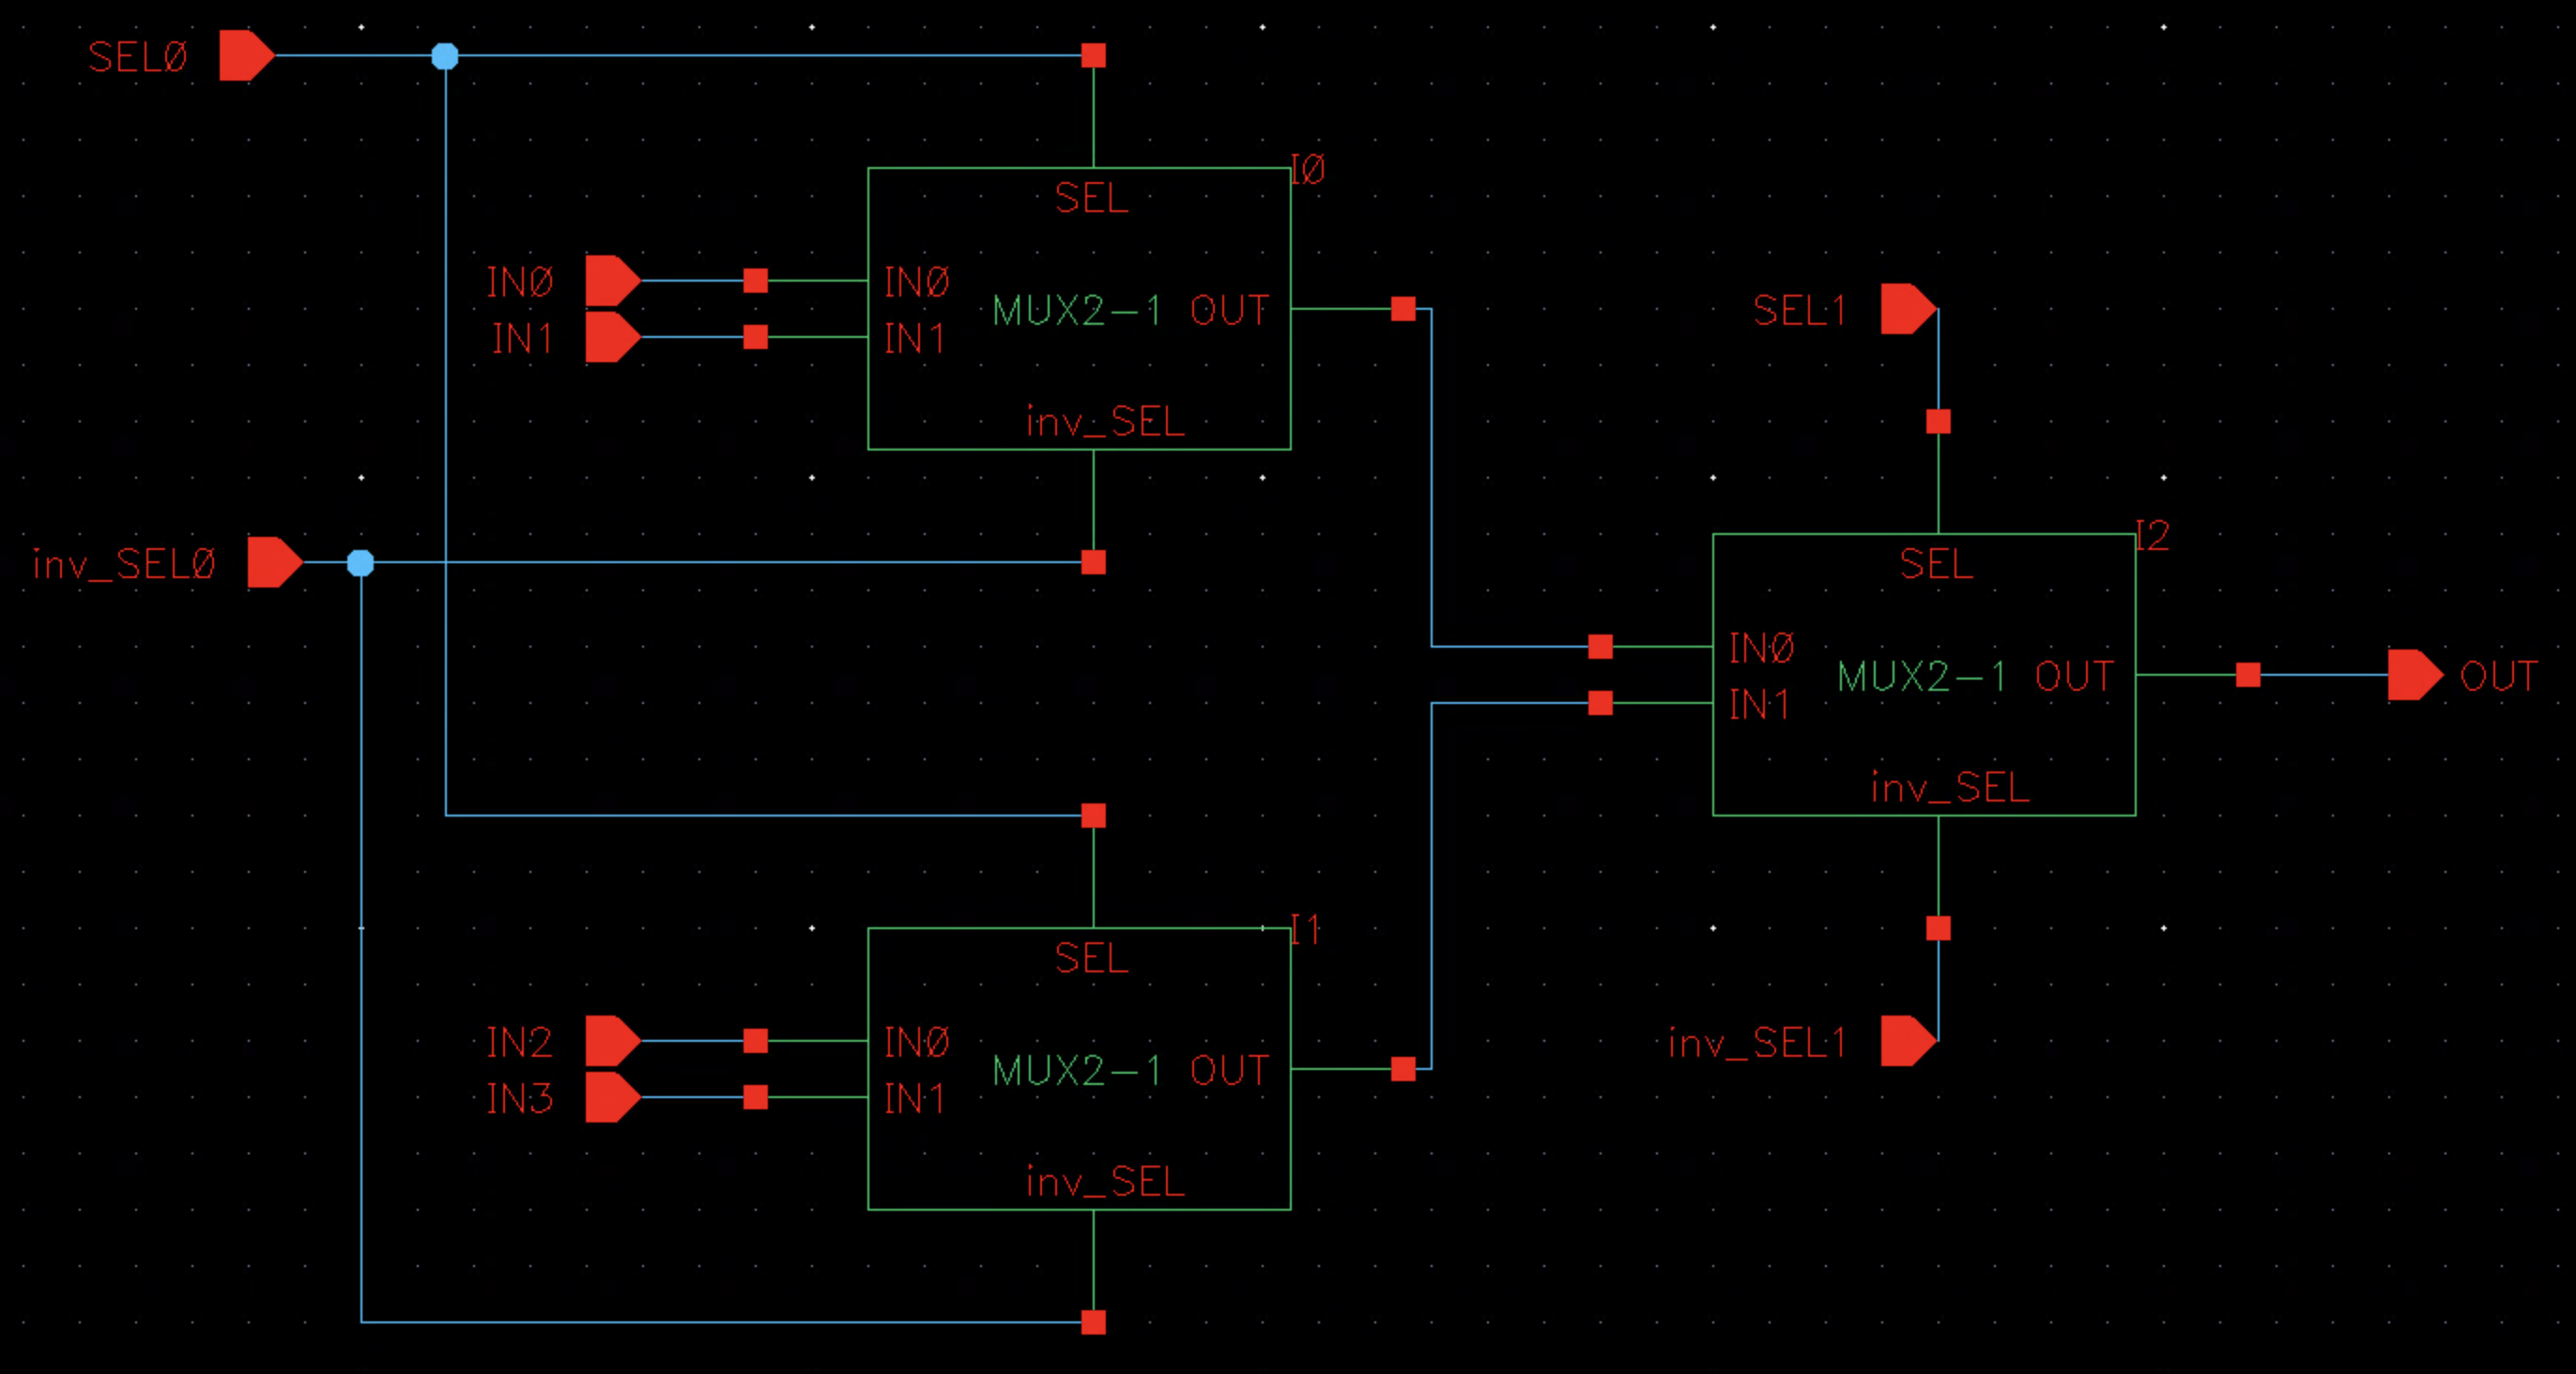 SELØ
IØ
SEL
INØ
INØ
MUX2-1
OUT
IN1
IN1
SEL1
inv_SEL
inv_SELØ
I2
SEL
INØ
MUX2-1
OUT
OUT
IN1
inv_SEL
I1
SEL
IN2
INØ
MUX2-1
OUT
inv_SEL1
IN3
IN1
inv_SEL